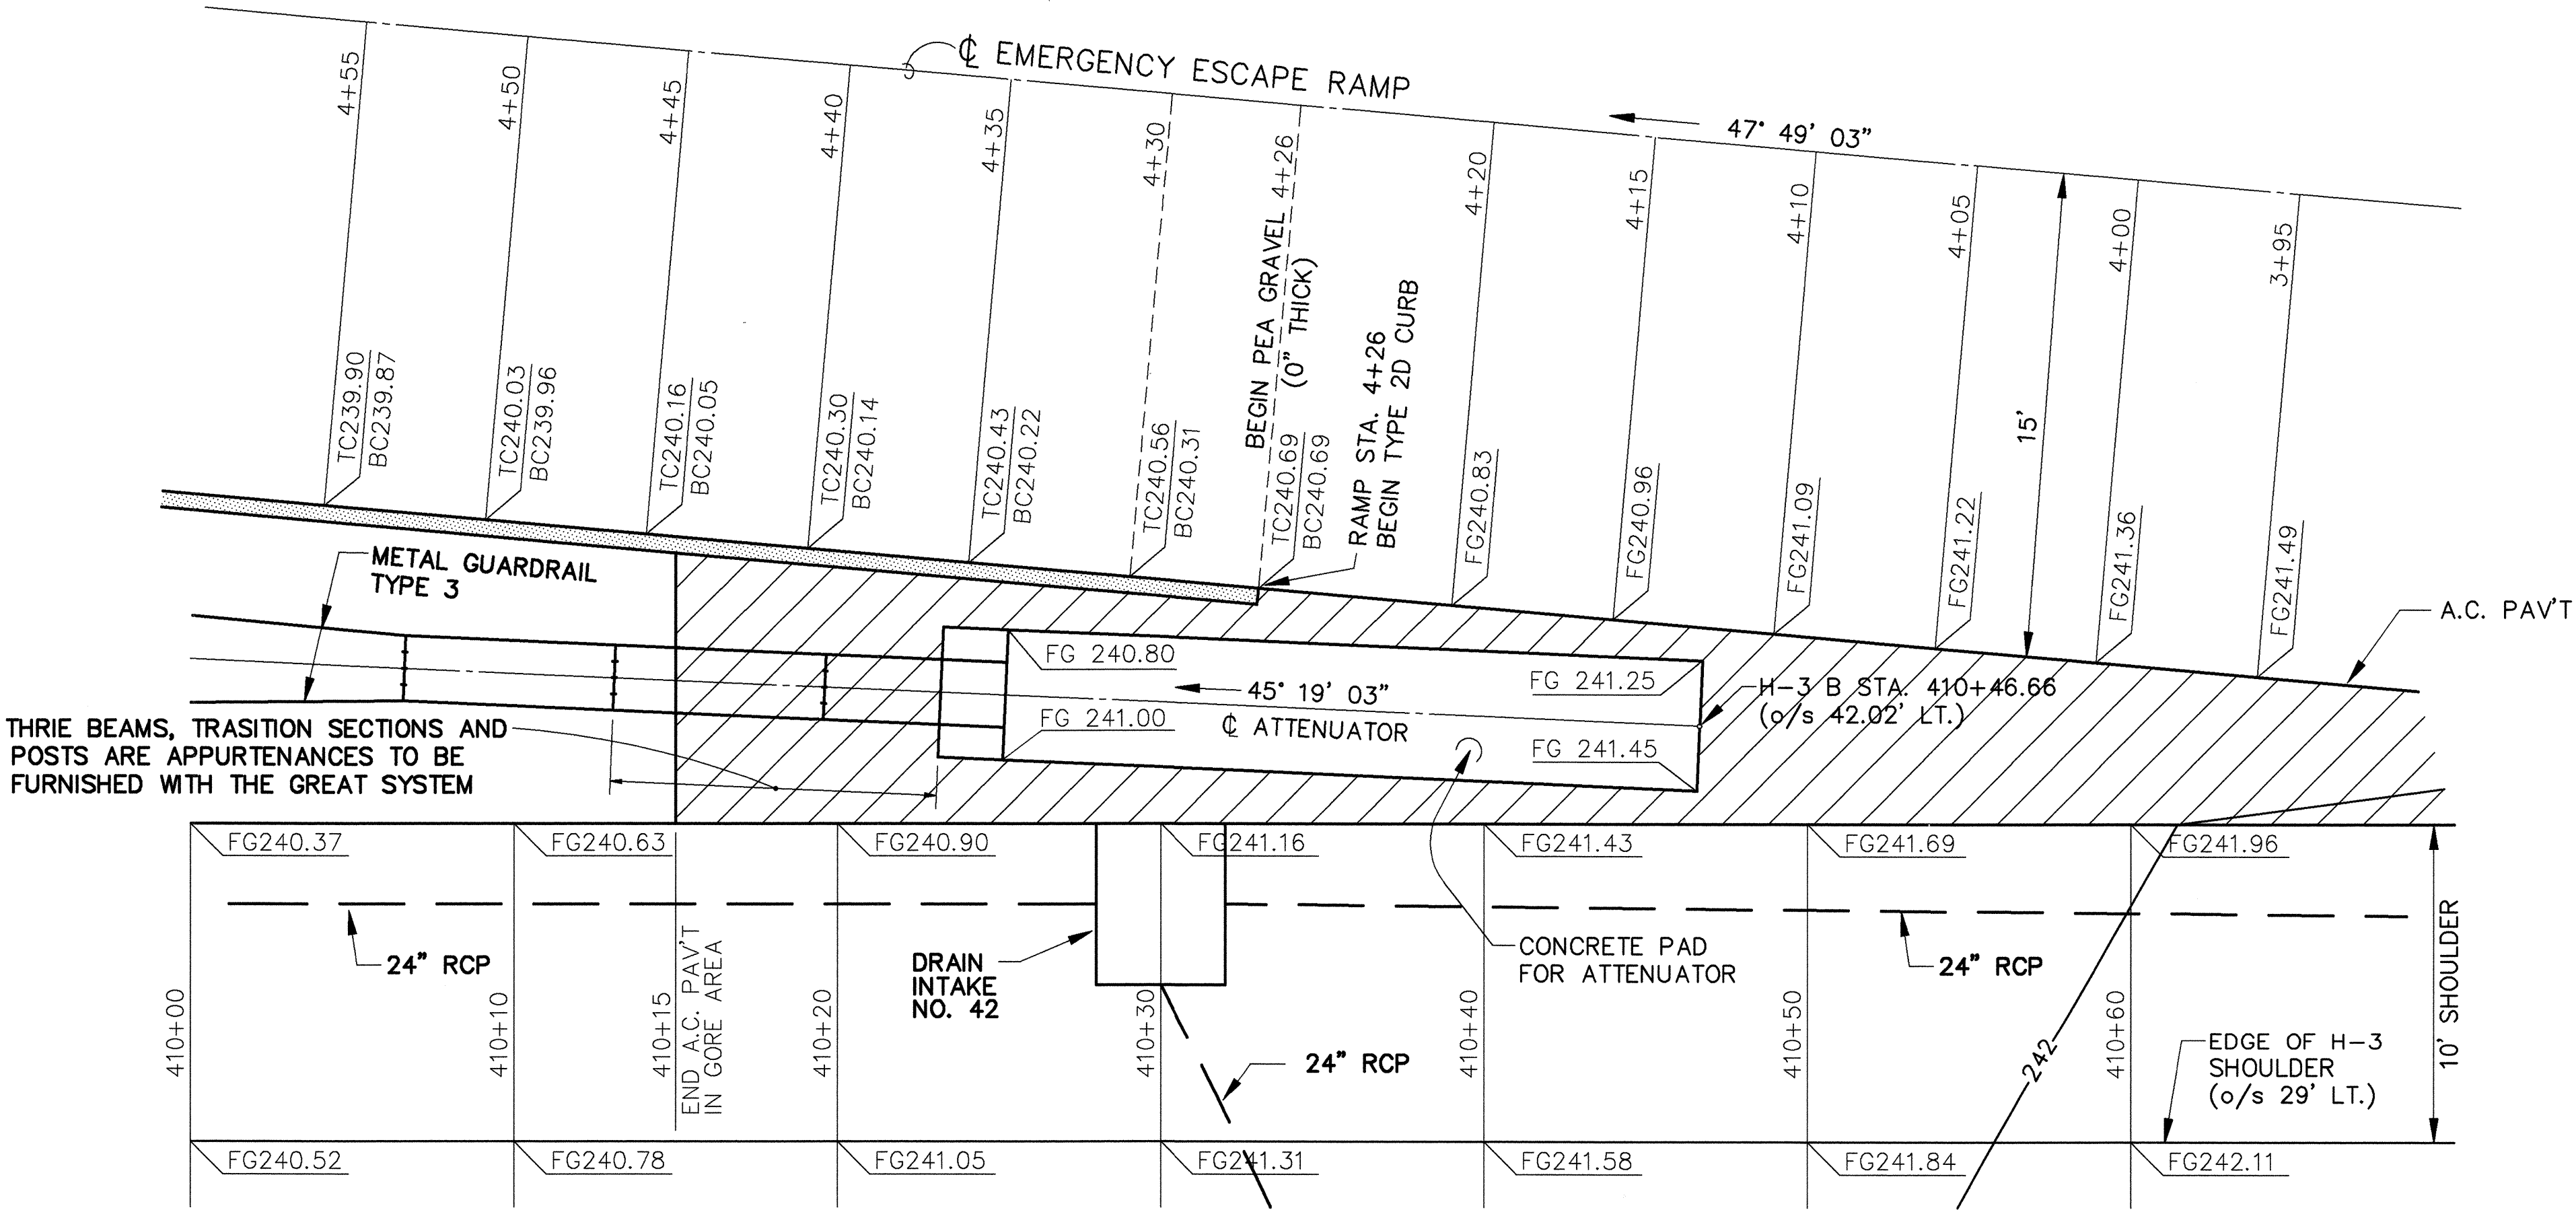 ℄ EMERGENCY ESCAPE RAMP
47° 49' 03"
4+55
4+50
4+45
4+40
4+35
4+30
BEGIN PEA GRAVEL 4+26
(0" THICK)
4+20
4+15
4+10
4+05
4+00
3+95
TC239.90
BC239.87
TC240.03
BC239.96
TC240.16
BC240.05
TC240.30
BC240.14
TC240.43
BC240.22
TC240.56
BC240.31
TC240.69
BC240.69
RAMP STA. 4+26
BEGIN TYPE 2D CURB
FG240.83
FG240.96
FG241.09
FG241.22
FG241.36
FG241.49
15'
A.C. PAV'T
METAL GUARDRAIL
TYPE 3
FG 240.80
FG 241.25
45° 19' 03"
H-3 B STA. 410+46.66
(o/s 42.02' LT.)
FG 241.00
℄ ATTENUATOR
FG 241.45
THRIE BEAMS, TRASITION SECTIONS AND
POSTS ARE APPURTENANCES TO BE
FURNISHED WITH THE GREAT SYSTEM
FG240.37
FG240.63
FG240.90
FG241.16
FG241.43
FG241.69
FG241.96
24" RCP
DRAIN
INTAKE
NO. 42
CONCRETE PAD
FOR ATTENUATOR
24" RCP
24" RCP
410+00
410+10
410+15
END A.C. PAV'T
IN GORE AREA
410+20
410+30
410+40
410+50
242
410+60
EDGE OF H-3
SHOULDER
(o/s 29' LT.)
10' SHOULDER
FG240.52
FG240.78
FG241.05
FG241.31
FG241.58
FG241.84
FG242.11